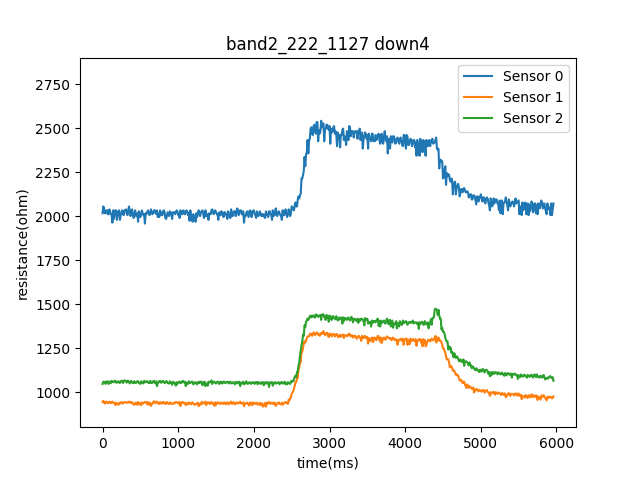 band2_222_1127 down4
Sensor 0
Sensor 1
Sensor 2
resistance(ohm)
2750
2500
2250
2000
1750
1500
1250
1000
0 1000 2000 3000 4000 5000 6000
time(ms)